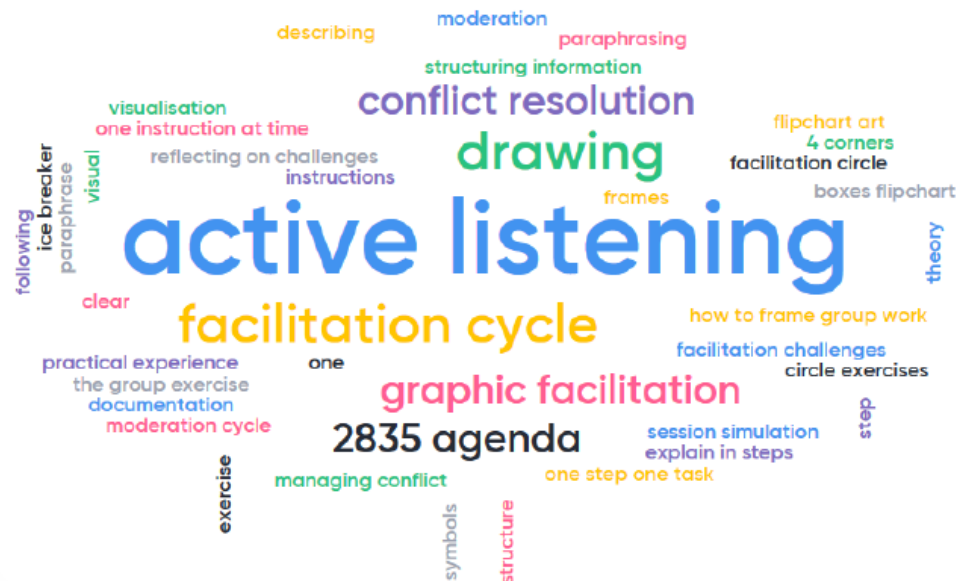 moderation
describing
paraphrasing
structuring information
conflict resolution
visualisation
one instruction at time
flipchart art
4 corners
drawing
reflecting on challenges
facilitation circle
instructions
visual
ice breaker
paraphrase
boxes flipchart
frames
following
active listening
theory
clear
facilitation cycle
how to frame group work
practical experience
one
facilitation challenges
circle exercises
the group exercise
graphic facilitation
documentation
moderation cycle
step
2835 agenda
session simulation
explain in steps
exercise
managing conflict
one step one task
symbols
structure